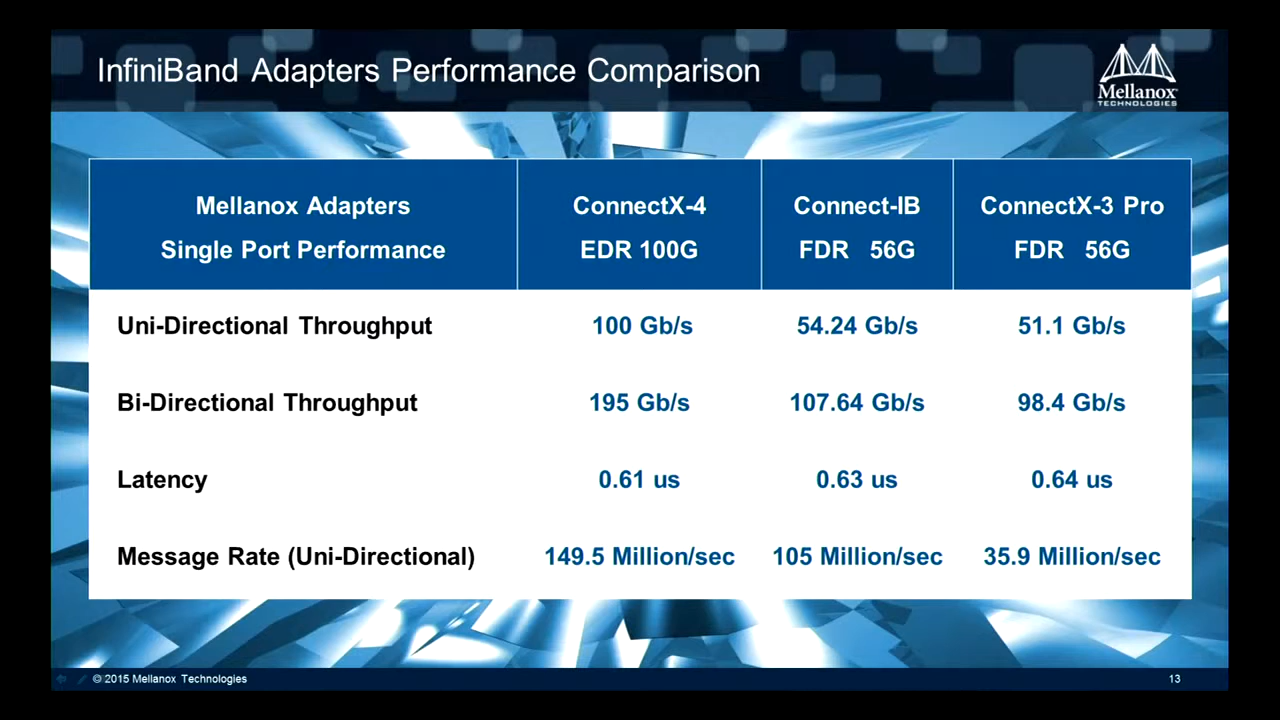 InfiniBand Adapters Performance Comparison
Mellanox
TECHNOLOGIES
Mellanox Adapters
Single Port Performance
ConnectX-4
EDR 100G
Connect-IB
FDR 56G
ConnectX-3 Pro
FDR 56G
Uni-Directional Throughput 100 Gb/s 54.24 Gb/s 51.1 Gb/s
Bi-Directional Throughput 195 Gb/s 107.64 Gb/s 98.4 Gb/s
Latency 0.61 us 0.63 us 0.64 us
Message Rate (Uni-Directional) 149.5 Million/sec 105 Million/sec 35.9 Million/sec
© 2015 Mellanox Technologies 13